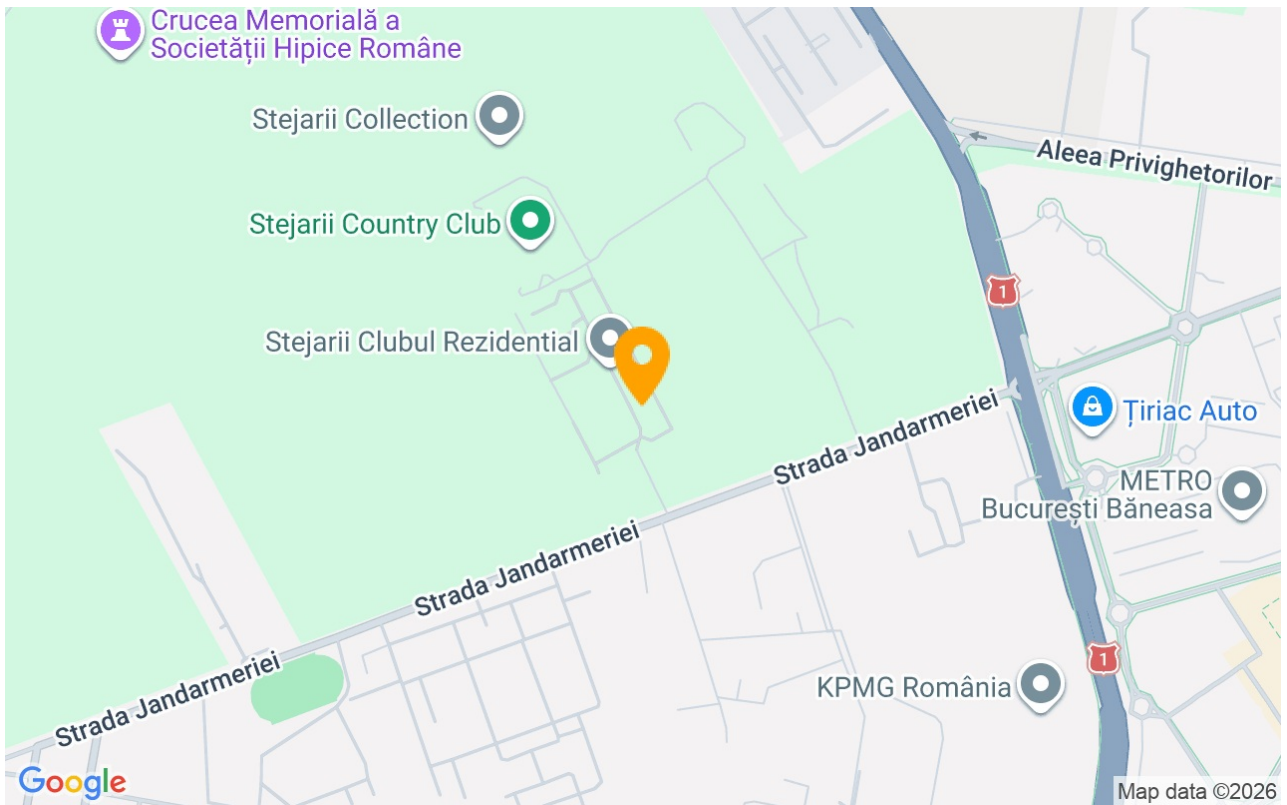 Crucea Memorială a
Societății Hipice Române
Stejarii Collection
Aleea Privighetorilor
Stejarii Country Club
1
Stejarii Clubul Rezidential
Țiriac Auto
Strada Jandarmeriei
METRO
București Băneasa
Strada Jandarmeriei
1
Strada Jandarmeriei
KPMG România
Google
Map data ©2026